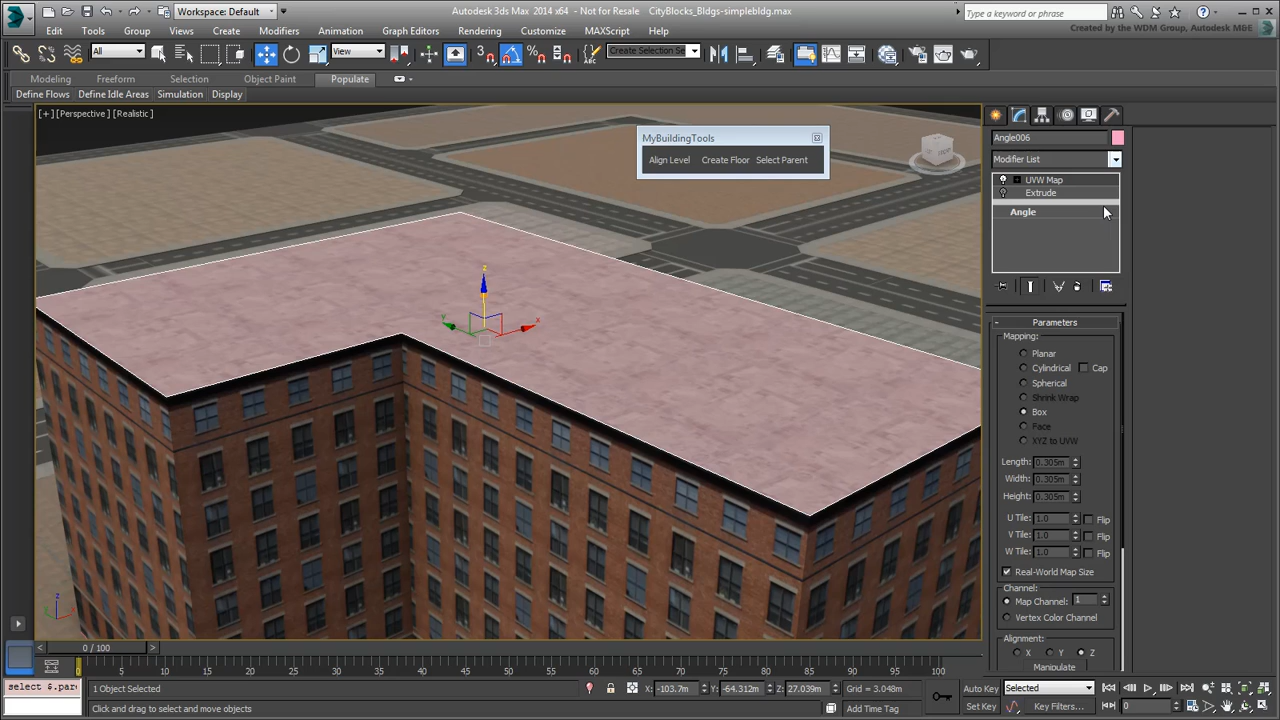 Workspace: Default
Autodesk 3ds Max 2014 x64 - Not for Resale CityBlocks_Bldgs-simplebldg.max
Type a keyword or phrase
Created by the WDM Group, Autodesk M&E
Edit Tools Group Views Create Modifiers Animation Graph Editors Rendering Customize MAXScript Help
All View Create Selection Se
Modeling Freeform Selection Object Paint Populate
Define Flows Define Idle Areas Simulation Display
[+] [Perspective ] [Realistic ]
MyBuildingTools
Align Level Create Floor Select Parent
Angle006
Modifier List
UVW Map
Extrude
Angle
Parameters
Mapping:
Planar
Cylindrical Cap
Spherical
Shrink Wrap
Box
Face
XYZ to UVW
Length: 0.305m
Width: 0.305m
Height: 0.305m
U Tile: 1.0 Flip
V Tile: 1.0 Flip
W Tile: 1.0 Flip
Real-World Map Size
Channel:
Map Channel: 1
Vertex Color Channel
Alignment:
X Y Z
Manipulate
z
y
x
z
0 / 100
0 5 10 15 20 25 30 35 40 45 50 55 60 65 70 75 80 85 90 95 100
select $.par
1 Object Selected
X: -103.7m Y: -64.312m Z: 27.039m Grid = 3.048m
Auto Key Selected
Click and drag to select and move objects
Add Time Tag
Set Key Key Filters... 0